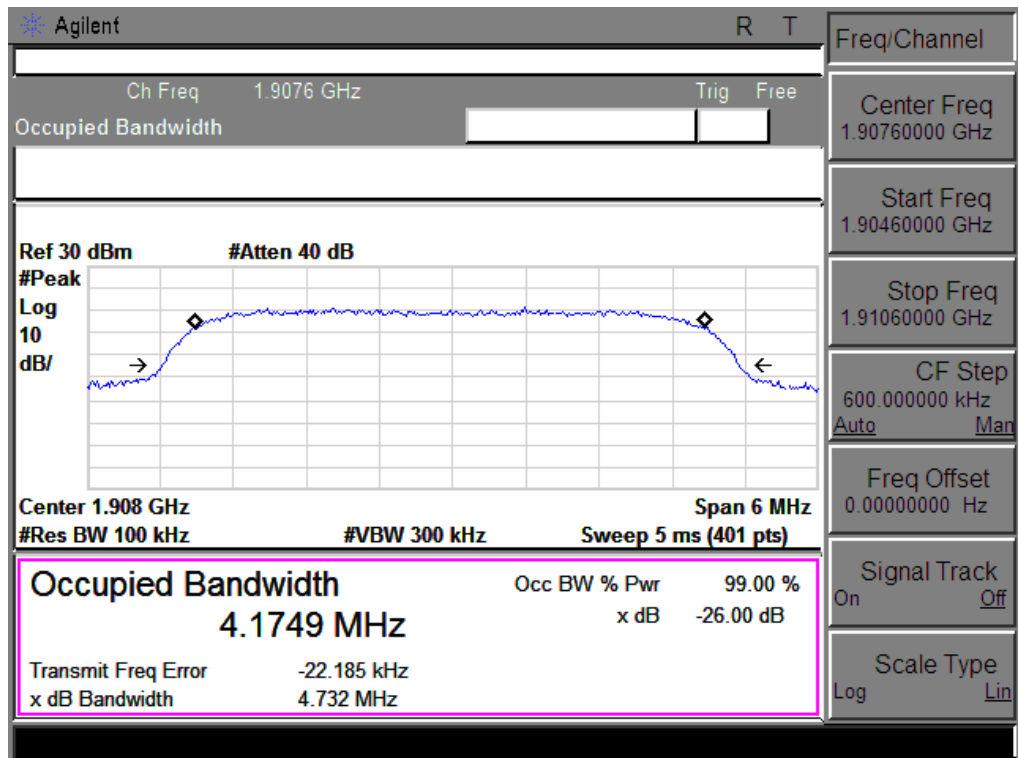 Agilent R T
Ch Freq 1.9076 GHz Trig Free
Occupied Bandwidth
Ref 30 dBm #Atten 40 dB
#Peak
Log
10
dB/
Center 1.908 GHz Span 6 MHz
#Res BW 100 kHz #VBW 300 kHz Sweep 5 ms (401 pts)
Occupied Bandwidth Occ BW % Pwr 99.00 %
4.1749 MHz x dB -26.00 dB
Transmit Freq Error -22.185 kHz
x dB Bandwidth 4.732 MHz
Freq/Channel
Center Freq
1.90760000 GHz
Start Freq
1.90460000 GHz
Stop Freq
1.91060000 GHz
CF Step
600.000000 kHz
Auto Man
Freq Offset
0.00000000 Hz
Signal Track
On Off
Scale Type
Log Lin